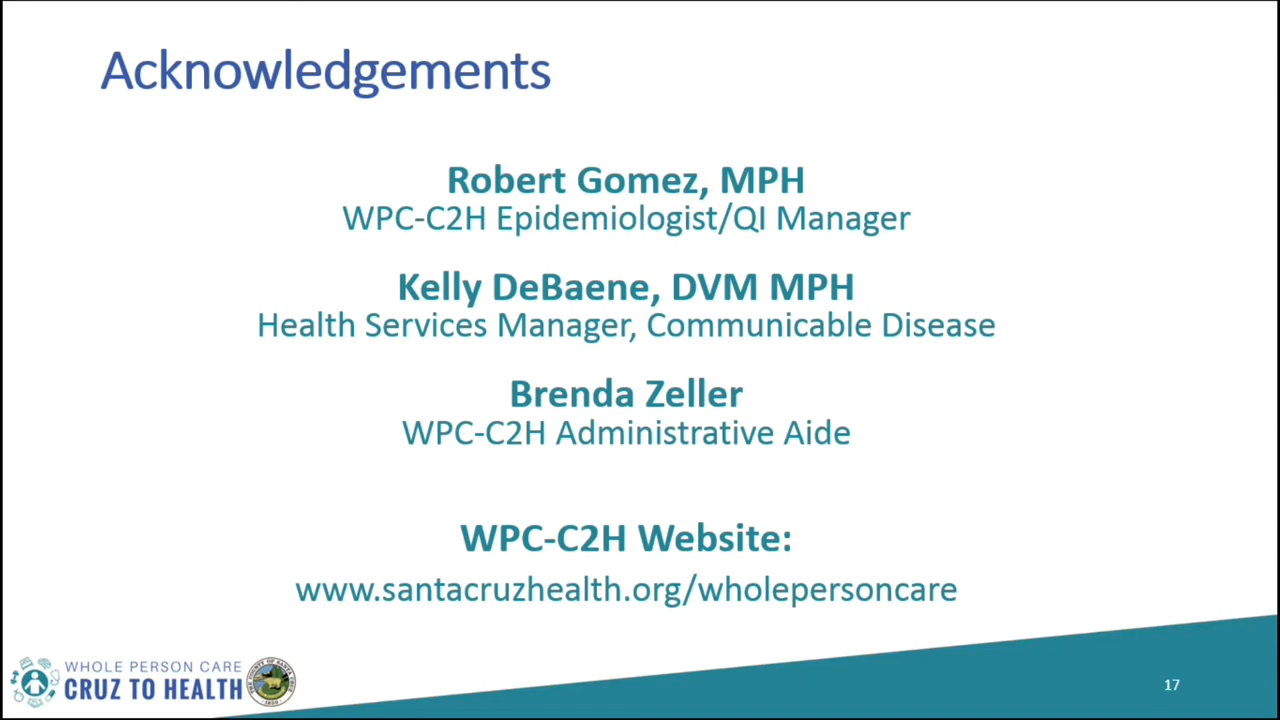 Acknowledgements
Robert Gomez, MPH
WPC-C2H Epidemiologist/QI Manager
Kelly DeBaene, DVM MPH
Health Services Manager, Communicable Disease
Brenda Zeller
WPC-C2H Administrative Aide
WPC-C2H Website:
www.santacruzhealth.org/wholepersoncare
WHOLE PERSON CARE
CRUZ TO HEALTH
17